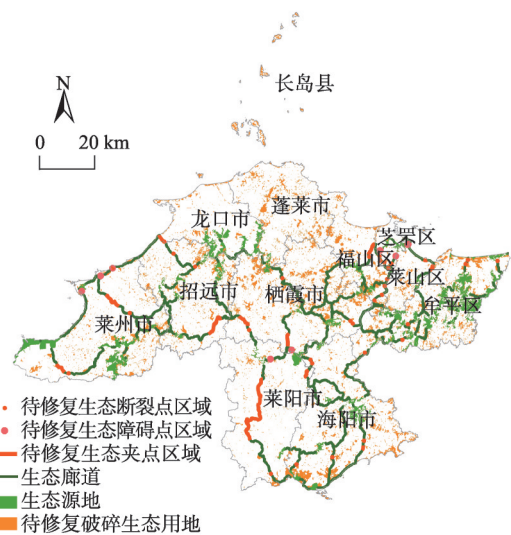 长岛县
N
0 20 km
蓬莱市
龙口市
芝罘区
福山区
莱山区
招远市
栖霞市
牟平区
莱州市
莱阳市
海阳市
待修复生态断裂点区域
待修复生态障碍点区域
待修复生态夹点区域
生态廊道
生态源地
待修复破碎生态用地